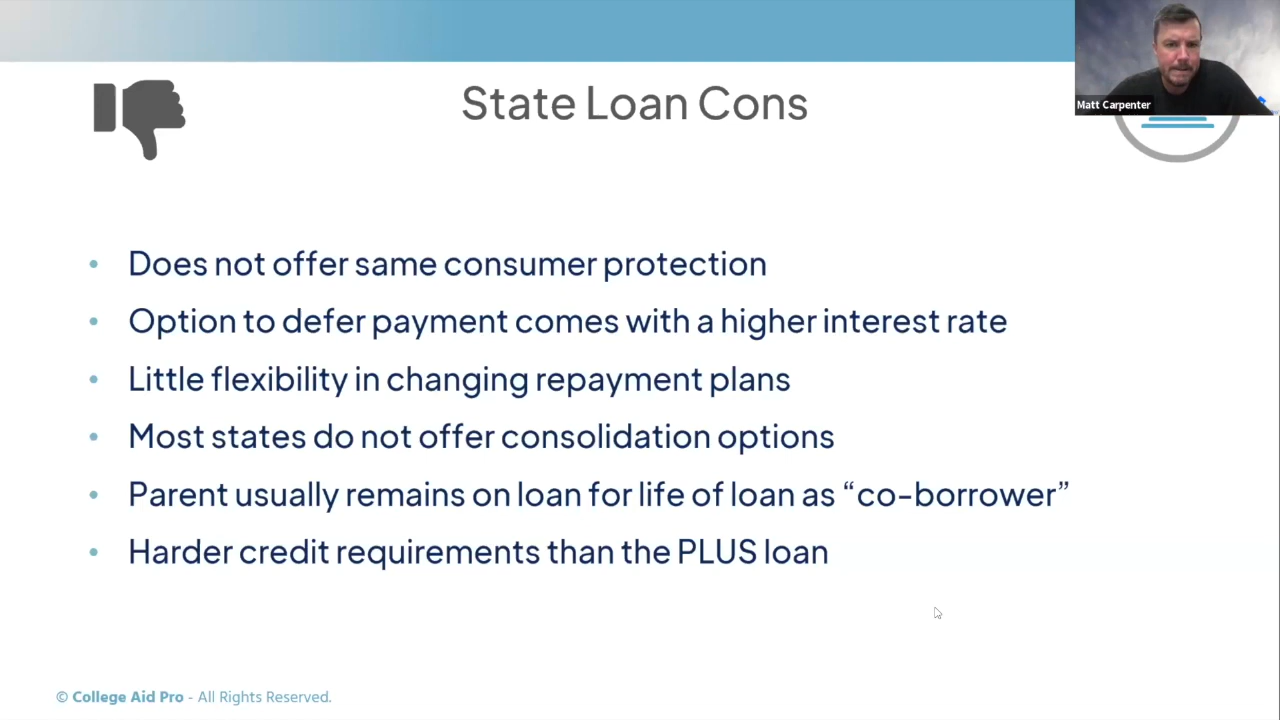 State Loan Cons
Matt Carpenter
Does not offer same consumer protection
Option to defer payment comes with a higher interest rate
Little flexibility in changing repayment plans
Most states do not offer consolidation options
Parent usually remains on loan for life of loan as “co-borrower”
Harder credit requirements than the PLUS loan
© College Aid Pro - All Rights Reserved.